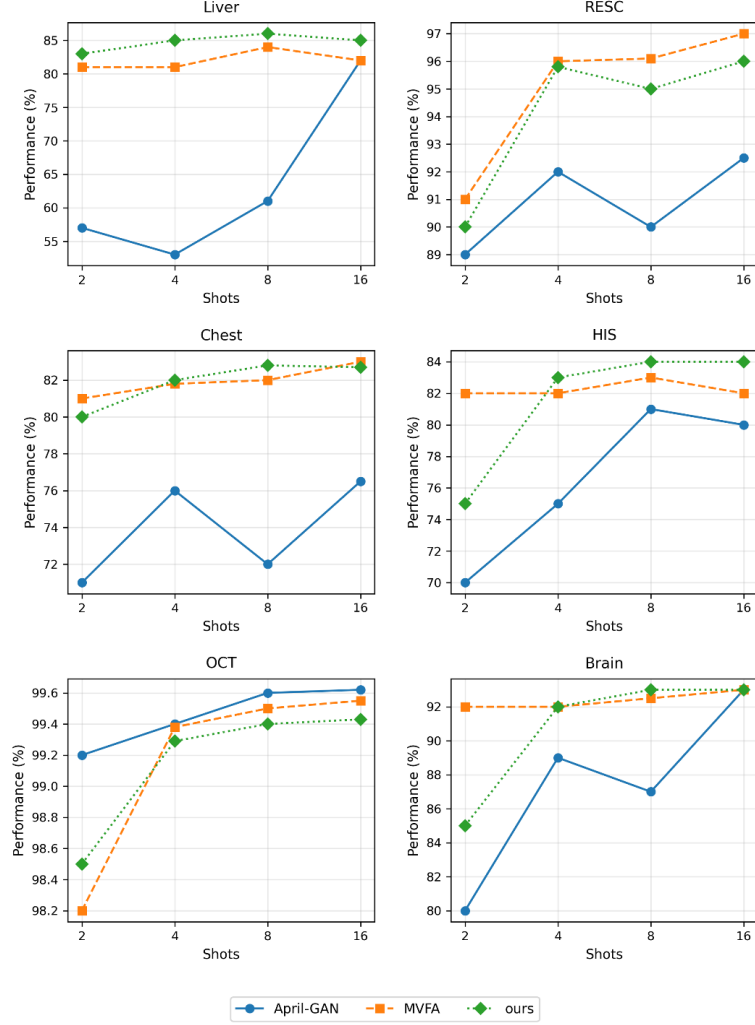 Liver
85
80
75
70
65
60
55
2 4 8 16
Shots
Performance (%)
RESC
97
96
95
94
93
92
91
90
89
2 4 8 16
Shots
Performance (%)
Chest
82
80
78
76
74
72
2 4 8 16
Shots
Performance (%)
HIS
84
82
80
78
76
74
72
70
2 4 8 16
Shots
Performance (%)
OCT
99.6
99.4
99.2
99.0
98.8
98.6
98.4
98.2
2 4 8 16
Shots
Performance (%)
Brain
92
90
88
86
84
82
80
2 4 8 16
Shots
Performance (%)
April-GAN MVFA ours